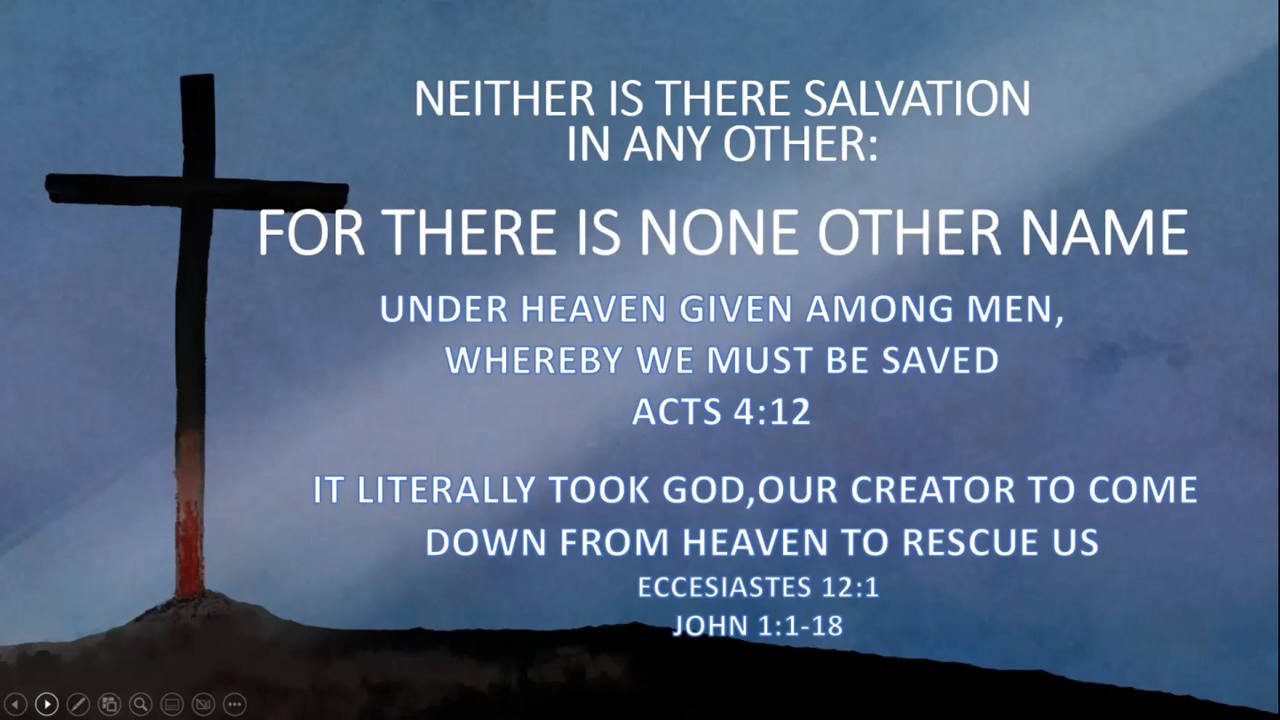 NEITHER IS THERE SALVATION
IN ANY OTHER:
FOR THERE IS NONE OTHER NAME
UNDER HEAVEN GIVEN AMONG MEN,
WHEREBY WE MUST BE SAVED
ACTS 4:12
IT LITERALLY TOOK GOD,OUR CREATOR TO COME
DOWN FROM HEAVEN TO RESCUE US
ECCESIASTES 12:1
JOHN 1:1-18